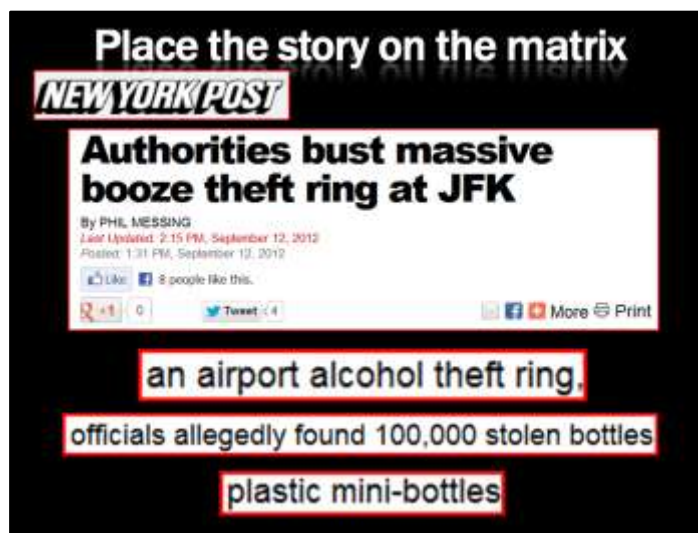 Place the story on the matrix
NEW YORK POST
Authorities bust massive
booze theft ring at JFK
By PHIL MESSING
Last Updated: 2:15 PM, September 12, 2012
Posted: 1:31 PM, September 12, 2012
Like 8 people like this.
+1 0 Tweet 4 More Print
an airport alcohol theft ring,
officials allegedly found 100,000 stolen bottles
plastic mini-bottles